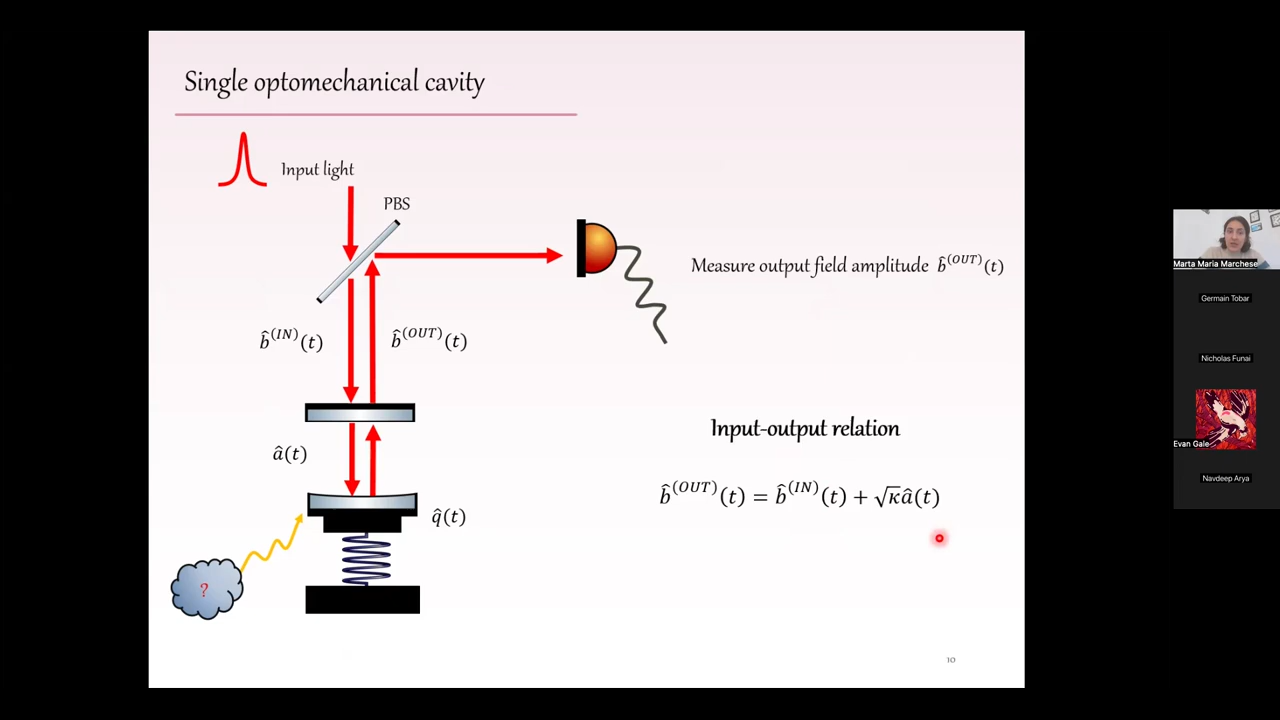 Single optomechanical cavity
Input light
PBS
Measure output field amplitude b̂^(OUT)(t)
b̂^(IN)(t)
b̂^(OUT)(t)
Input-output relation
â(t)
b̂^(OUT)(t) = b̂^(IN)(t) + √κâ(t)
q̂(t)
?
10
Marta Maria Marchese
Germain Tobar
Nicholas Funai
Evan Gale
Navdeep Arya